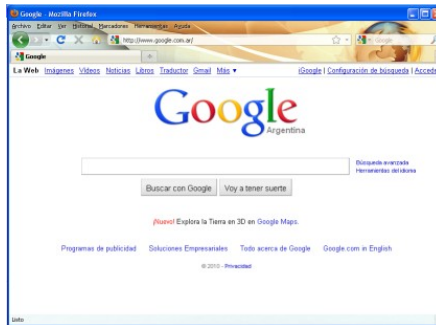 Google - Mozilla Firefox
Archivo Editar Ver Historial Marcadores Herramientas Ayuda
http://www.google.com.ar/
Google
Google
La Web Imágenes Vídeos Noticias Libros Traductor Gmail Más ▼
iGoogle | Configuración de búsqueda | Acceder
Google
Argentina
Búsqueda avanzada
Herramientas del idioma
Buscar con Google Voy a tener suerte
¡Nuevo! Explora la Tierra en 3D en Google Maps.
Programas de publicidad Soluciones Empresariales Todo acerca de Google Google.com in English
© 2010 - Privacidad
Listo